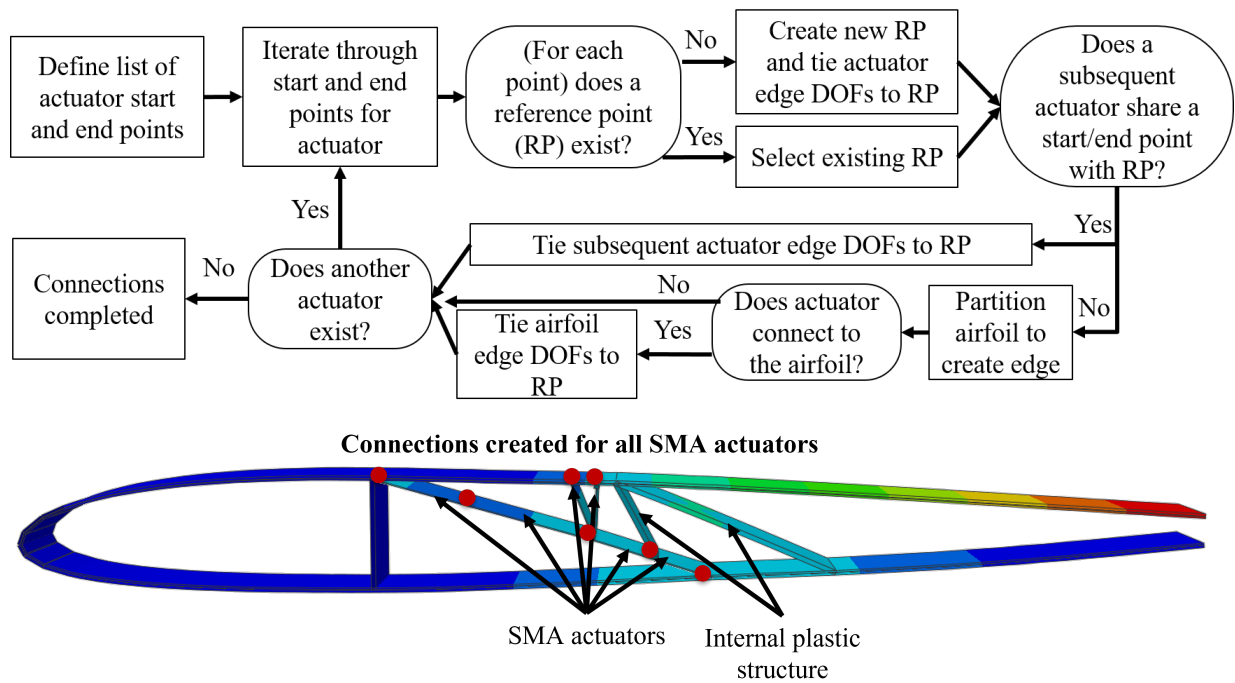 Define list of
actuator start
and end points
Iterate through
start and end
points for
actuator
(For each
point) does a
reference point
(RP) exist?
No
Create new RP
and tie actuator
edge DOFs to RP
Yes
Select existing RP
Does a
subsequent
actuator share a
start/end point
with RP?
Yes
Tie subsequent actuator edge DOFs to RP
No
Partition
airfoil to
create edge
Does actuator
connect to
the airfoil?
No
Yes
Tie airfoil
edge DOFs to
RP
Does another
actuator
exist?
Yes
No
Connections
completed
Connections created for all SMA actuators
SMA actuators
Internal plastic
structure